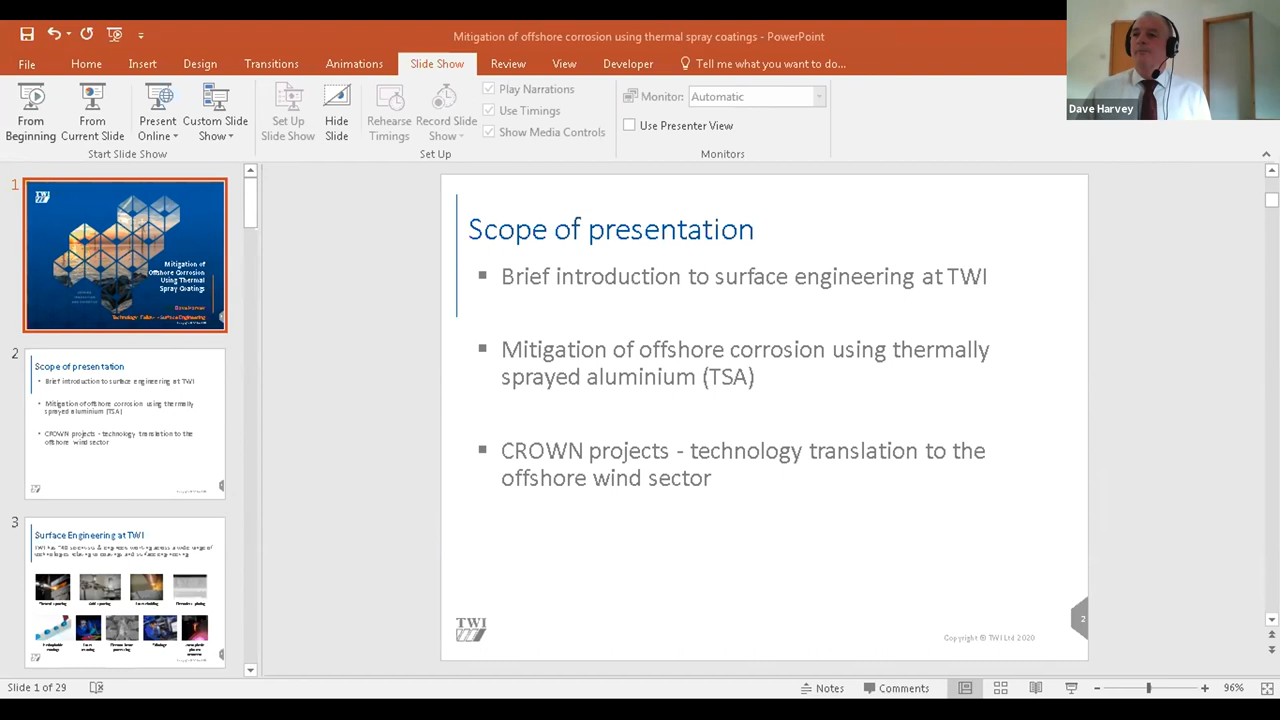 Mitigation of offshore corrosion using thermal spray coatings - PowerPoint
File Home Insert Design Transitions Animations Slide Show Review View Developer Tell me what you want to do...
From Beginning
From Current Slide
Present Online
Custom Slide Show
Start Slide Show
Set Up Slide Show
Hide Slide
Rehearse Timings
Record Slide Show
Play Narrations
Use Timings
Show Media Controls
Set Up
Monitor: Automatic
Use Presenter View
Monitors
Dave Harvey
1
TWI
Mitigation of
Offshore Corrosion
Using Thermal
Spray Coatings
2
Scope of presentation
Brief introduction to surface engineering at TWI
Mitigation of offshore corrosion using thermally
sprayed aluminium (TSA)
CROWN projects - technology translation to the
offshore wind sector
3
Surface Engineering at TWI
Scope of presentation
Brief introduction to surface engineering at TWI
Mitigation of offshore corrosion using thermally
sprayed aluminium (TSA)
CROWN projects - technology translation to the
offshore wind sector
TWI
Copyright © TWI Ltd 2020
2
Slide 1 of 29
Notes Comments 96%